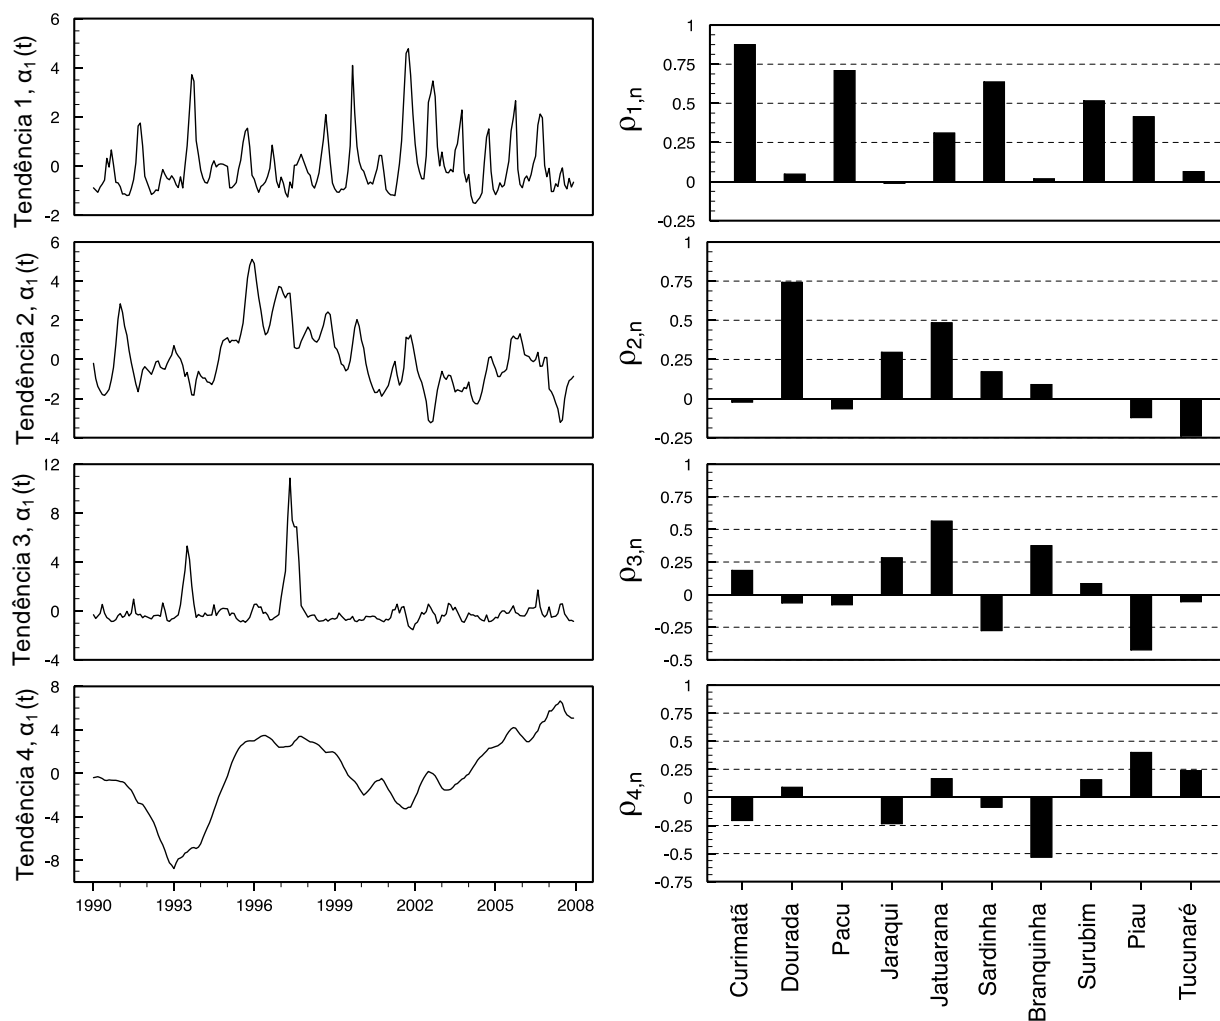 Tendência 1, α₁(t)
6
4
2
0
-2
ρ₁,ₙ
1
0.75
0.5
0.25
0
-0.25
Tendência 2, α₁(t)
6
4
2
0
-2
-4
ρ₂,ₙ
1
0.75
0.5
0.25
0
-0.25
Tendência 3, α₁(t)
12
8
4
0
-4
ρ₃,ₙ
1
0.75
0.5
0.25
0
-0.25
-0.5
Tendência 4, α₁(t)
8
4
0
-4
-8
1990 1993 1996 1999 2002 2005 2008
ρ₄,ₙ
1
0.75
0.5
0.25
0
-0.25
-0.5
-0.75
Curimatã
Dourada
Pacu
Jaraqui
Jatuarana
Sardinha
Branquinha
Surubim
Piau
Tucunaré